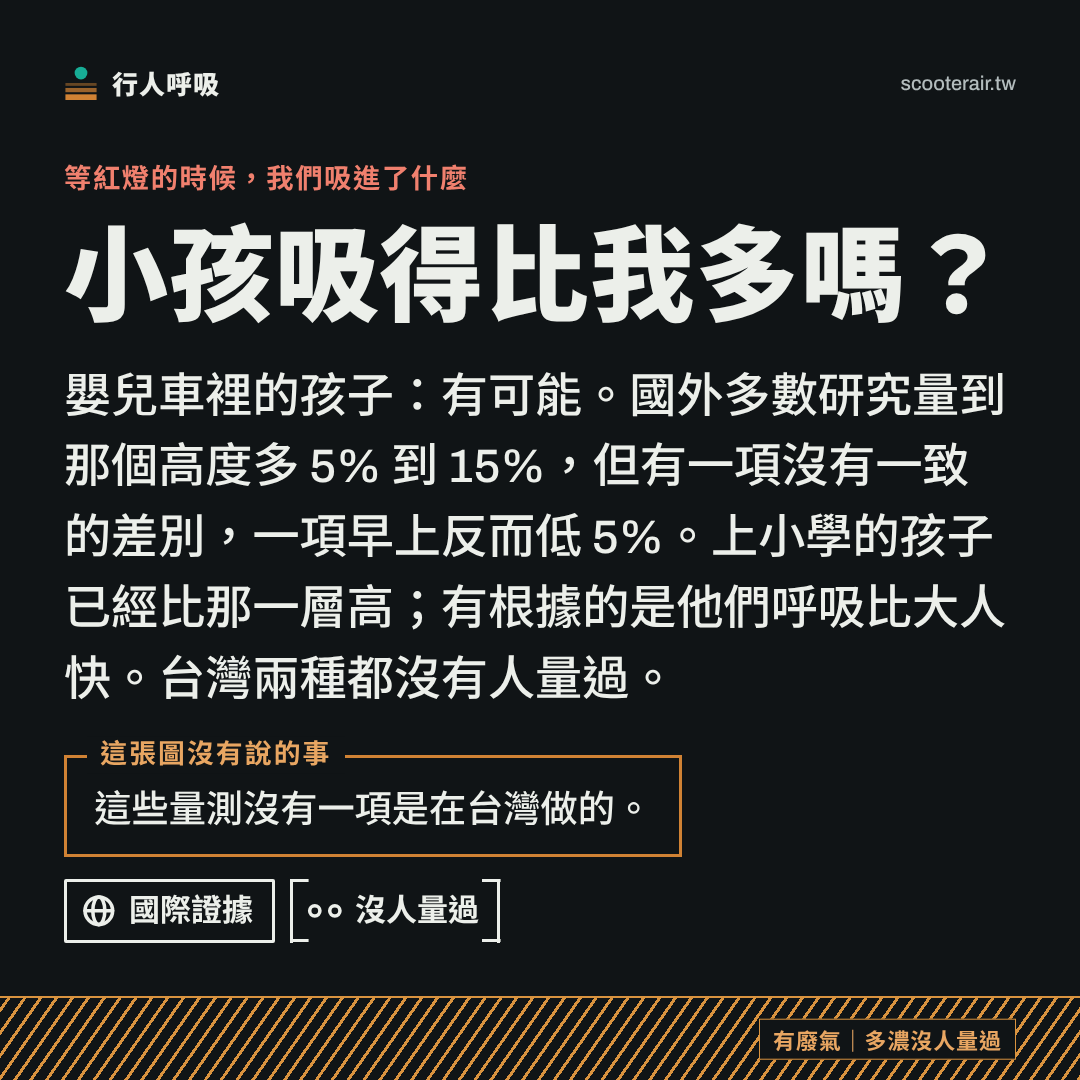 行人呼吸
scooterair.tw
等紅燈的時候，我們吸進了什麼
小孩吸得比我多嗎？
嬰兒車裡的孩子：有可能。國外多數研究量到
那個高度多 5% 到 15%，但有一項沒有一致
的差別，一項早上反而低 5%。上小學的孩子
已經比那一層高；有根據的是他們呼吸比大人
快。台灣兩種都沒有人量過。
這張圖沒有說的事
這些量測沒有一項是在台灣做的。
國際證據
沒人量過
有廢氣｜多濃沒人量過